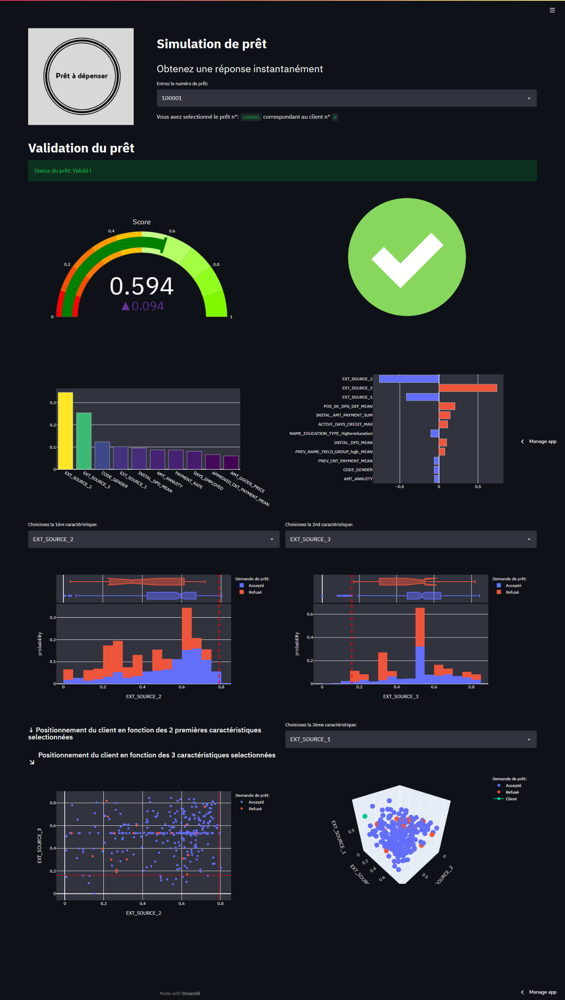 Prêt à dépenser
Simulation de prêt
Obtenez une réponse instantanément
Entrez le numéro de prêt:
100001
Vous avez selectionné le prêt n°: 100001 correspondant au client n° 0
Validation du prêt
Status du prêt: Validé !
Score
0
0.2
0.4
0.6
0.8
1
0.594
▲0.094
0.3
0.2
0.1
0
EXT_SOURCE_2
EXT_SOURCE_3
CODE_GENDER
EXT_SOURCE_1
INSTAL_DPD_MEAN
AMT_ANNUITY
PAYMENT_RATE
DAYS_EMPLOYED
APPROVED_CNT_PAYMENT_MEAN
AMT_GOODS_PRICE
EXT_SOURCE_2
EXT_SOURCE_3
EXT_SOURCE_1
POS_SK_DPD_DEF_MEAN
INSTAL_AMT_PAYMENT_SUM
ACTIVE_DAYS_CREDIT_MAX
NAME_EDUCATION_TYPE_Highereducation
INSTAL_DPD_MEAN
PREV_NAME_YIELD_GROUP_high_MEAN
PREV_CNT_PAYMENT_MEAN
CODE_GENDER
AMT_ANNUITY
−0.5 0 0.5
Manage app
Choisissez la 1ère caractéristique:
EXT_SOURCE_2
Choisissez la 2nd caractéristique:
EXT_SOURCE_3
Demande de prêt:
Accepté
Refusé
probability
0.3
0.2
0.1
0
0 0.2 0.4 0.6 0.8
EXT_SOURCE_2
Demande de prêt:
Accepté
Refusé
probability
0.6
0.4
0.2
0
0 0.2 0.4 0.6 0.8
EXT_SOURCE_3
↓ Positionnement du client en fonction des 2 premières caractéristiques
selectionnées
Positionnement du client en fonction des 3 caractéristiques selectionnées
↘
Choisissez la 3ème caractéristique:
EXT_SOURCE_1
Demande de prêt:
Accepté
Refusé
EXT_SOURCE_3
0.8
0.6
0.4
0.2
0
0 0.2 0.4 0.6 0.8
EXT_SOURCE_2
Demande de prêt:
Accepté
Refusé
Client
EXT_SOURCE_1
0.5
0
0.2
0.4
0.6
EXT_SOURC
0
0.5
SOURCE_2
Made with Streamlit
Manage app